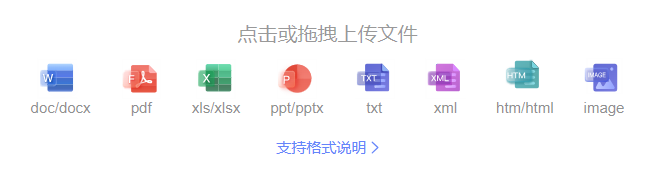 点击或拖拽上传文件
W PDF X P TXT XML HTM IMAGE
doc/docx pdf xls/xlsx ppt/pptx txt xml htm/html image
支持格式说明 >